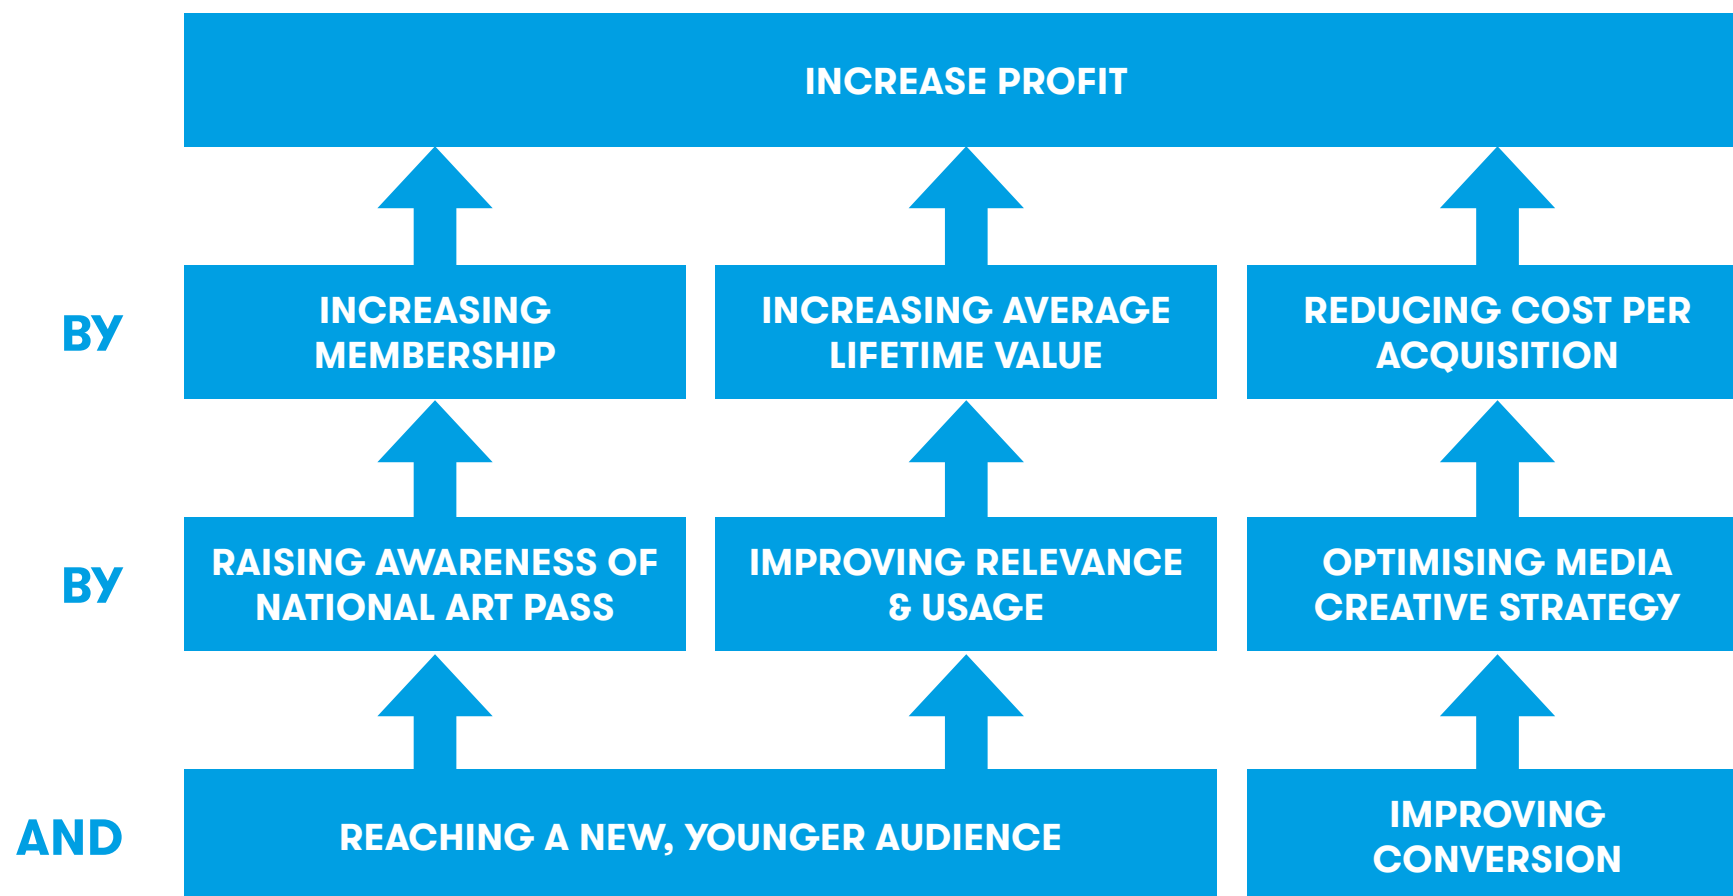 INCREASE PROFIT
BY
INCREASING
MEMBERSHIP
INCREASING AVERAGE
LIFETIME VALUE
REDUCING COST PER
ACQUISITION
BY
RAISING AWARENESS OF
NATIONAL ART PASS
IMPROVING RELEVANCE
& USAGE
OPTIMISING MEDIA
CREATIVE STRATEGY
AND
REACHING A NEW, YOUNGER AUDIENCE
IMPROVING
CONVERSION